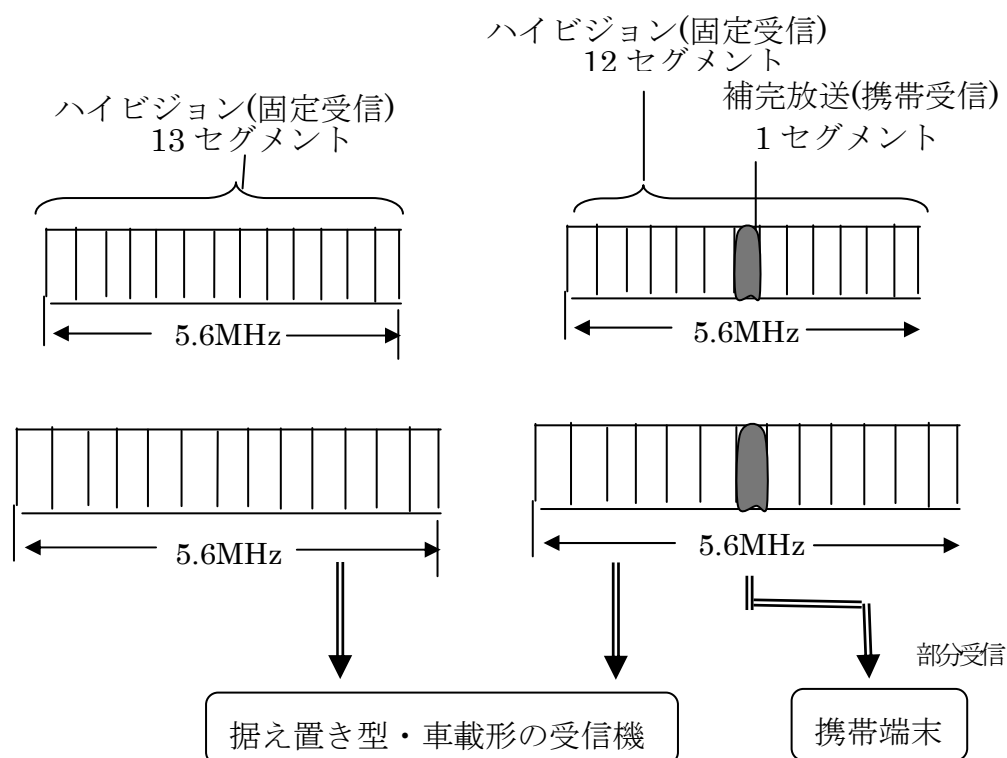 ハイビジョン(固定受信)
12 セグメント
補完放送(携帯受信)
1 セグメント
ハイビジョン(固定受信)
13 セグメント
5.6MHz
5.6MHz
5.6MHz
5.6MHz
部分受信
据え置き型・車載形の受信機
携帯端末